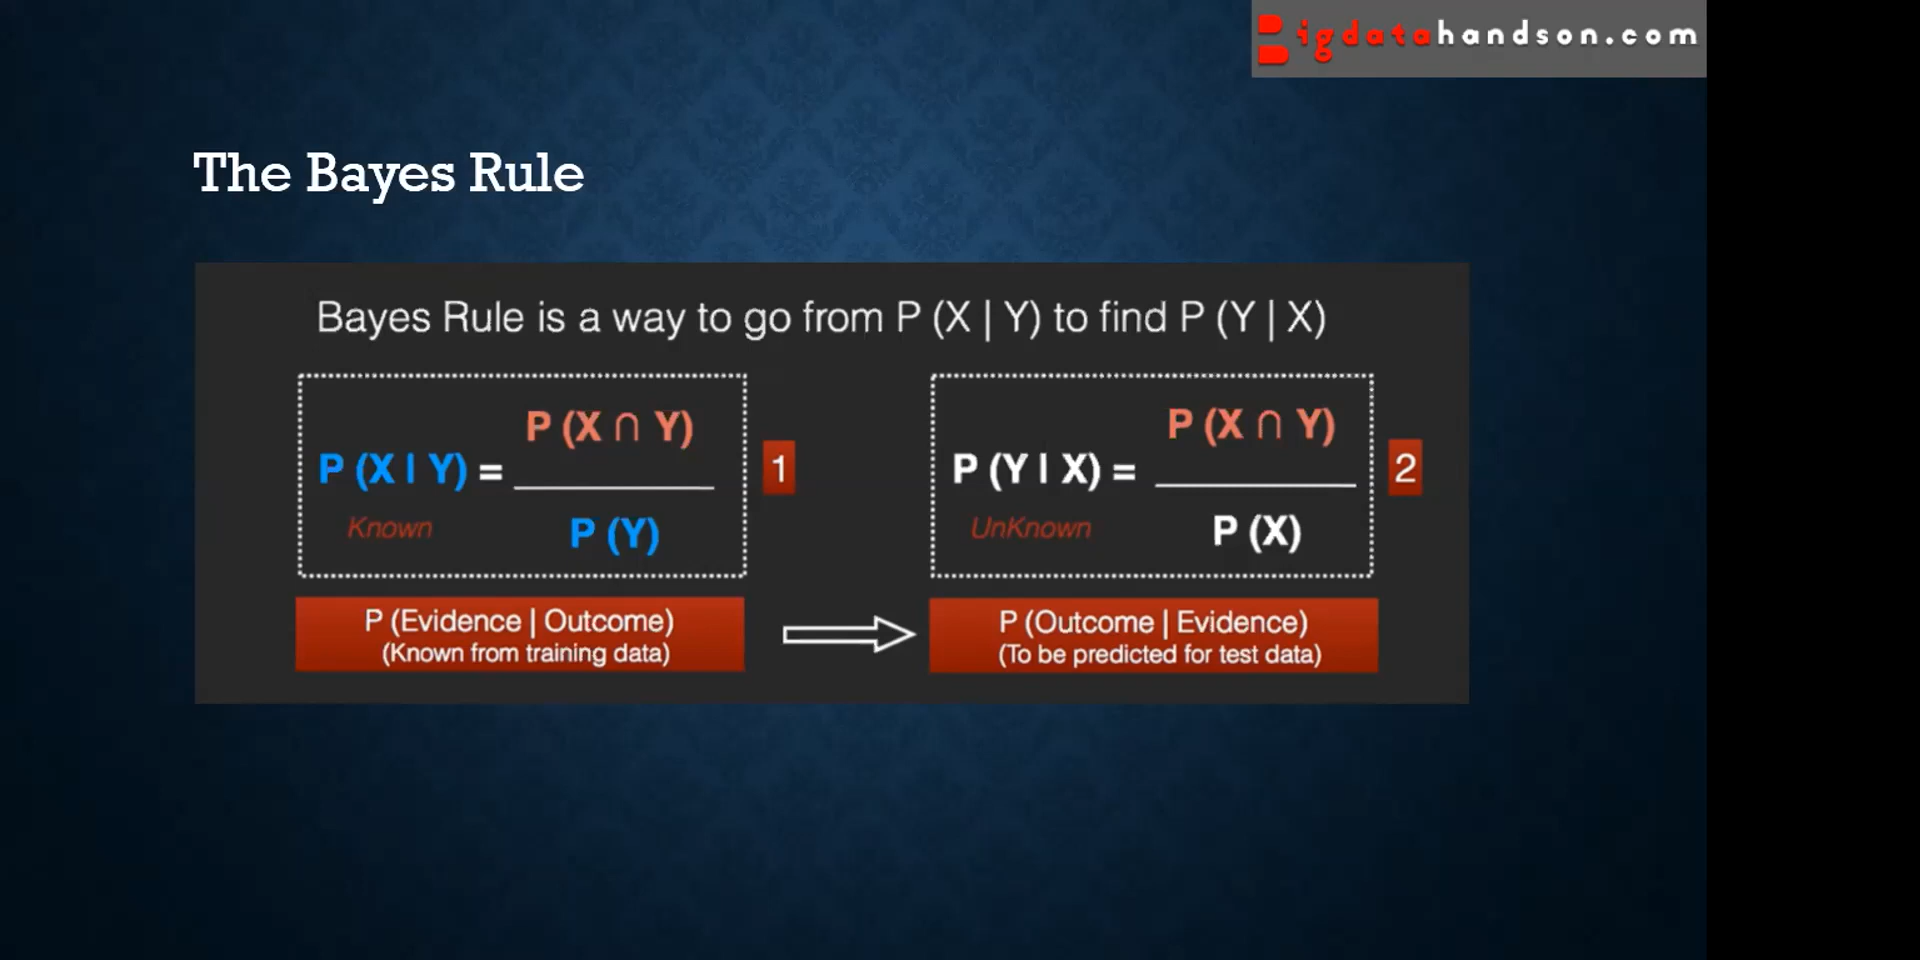 Bigdatahandson.com
The Bayes Rule
Bayes Rule is a way to go from P (X | Y) to find P (Y | X)
P (X | Y) = P (X ∩ Y)
P (Y)
Known
1
P (Y | X) = P (X ∩ Y)
P (X)
UnKnown
2
P (Evidence | Outcome)
(Known from training data)
P (Outcome | Evidence)
(To be predicted for test data)